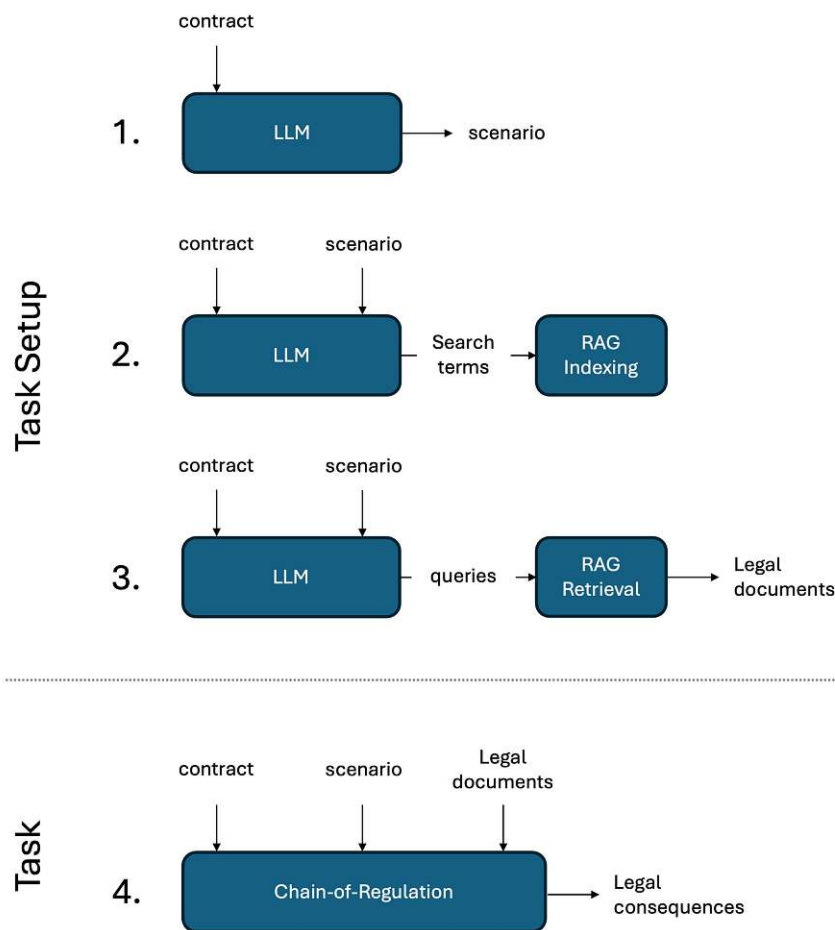 contract
1.
LLM
scenario
Task Setup
contract
scenario
2.
LLM
Search
terms
RAG
Indexing
contract
scenario
3.
LLM
queries
RAG
Retrieval
Legal
documents
Task
contract
scenario
Legal
documents
4.
Chain-of-Regulation
Legal
consequences